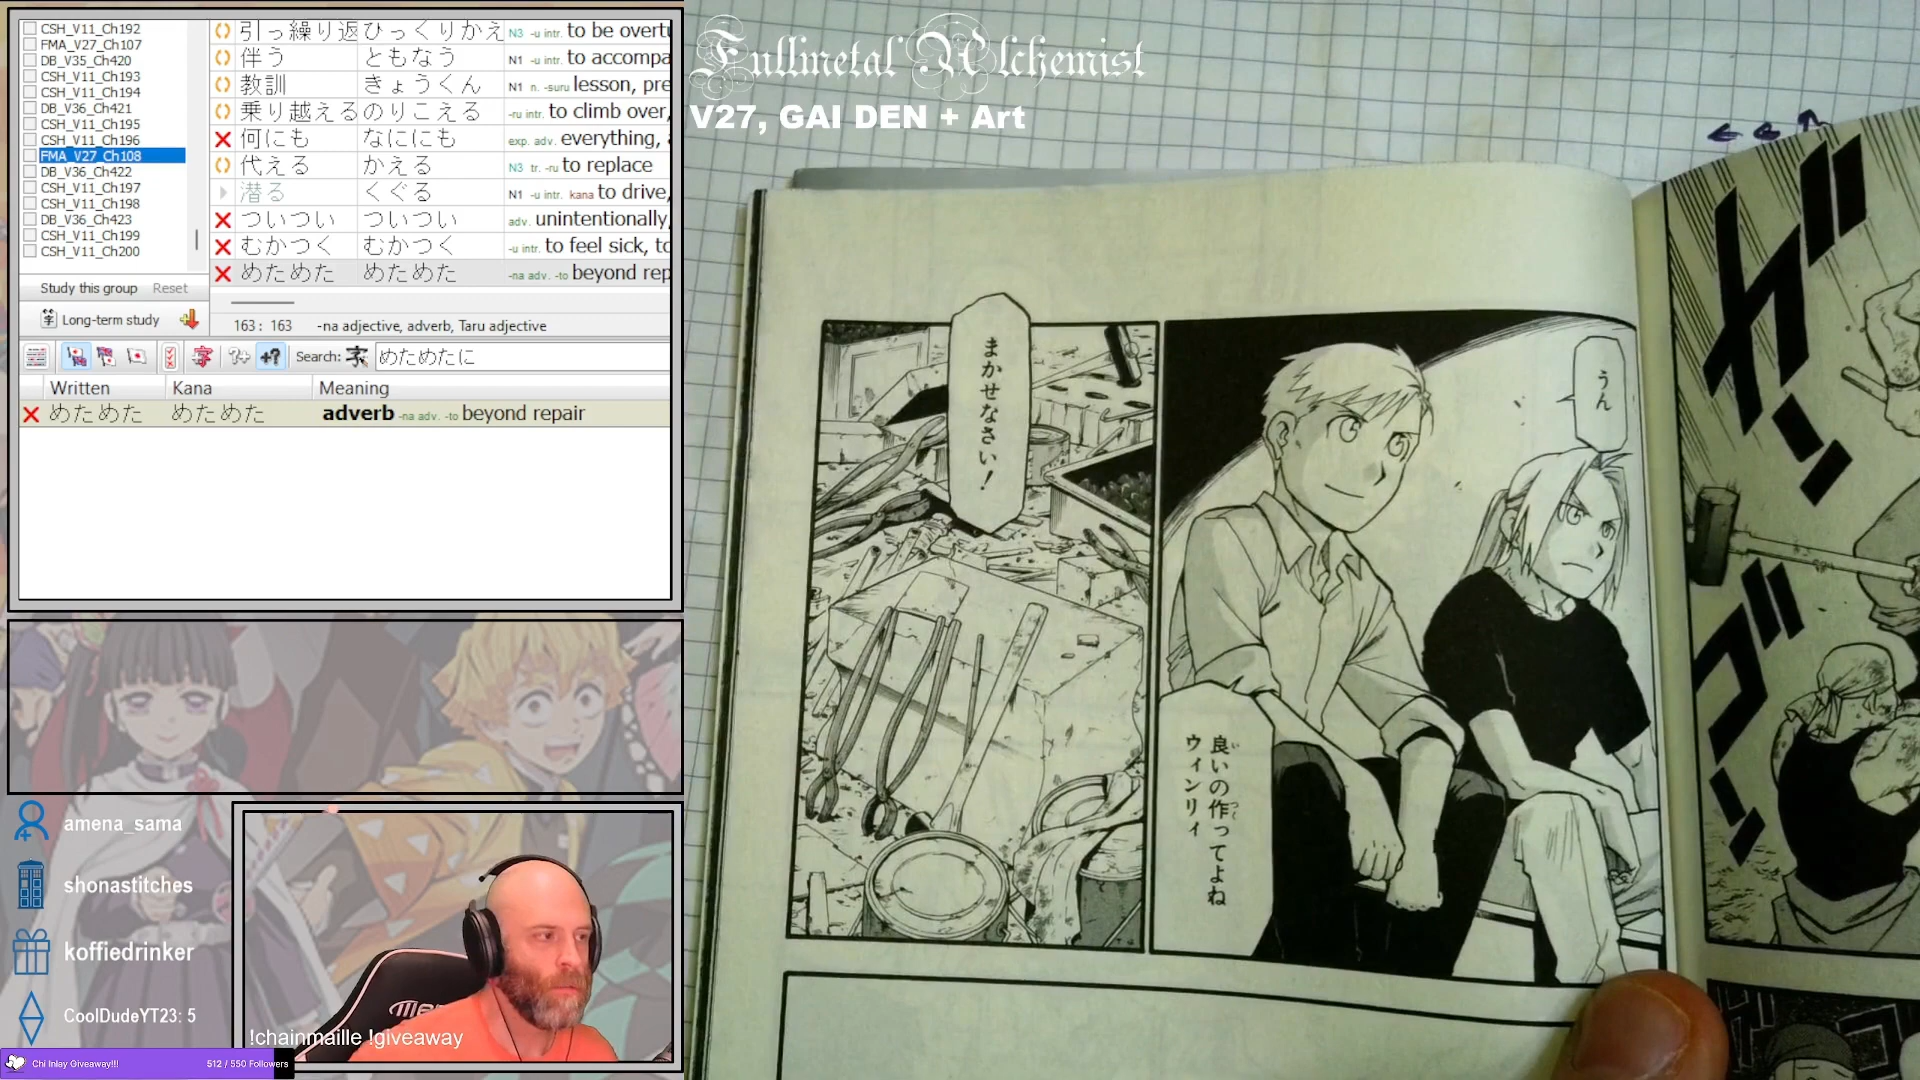 CSH_V11_Ch192
FMA_V27_Ch107
DB_V35_Ch420
CSH_V11_Ch193
CSH_V11_Ch194
DB_V36_Ch421
CSH_V11_Ch195
CSH_V11_Ch196
FMA_V27_Ch108
DB_V36_Ch422
CSH_V11_Ch197
CSH_V11_Ch198
DB_V36_Ch423
CSH_V11_Ch199
CSH_V11_Ch200
Study this group Reset
Long-term study
引っ繰り返 ひっくりかえ N3 -u intr. to be overtu
伴う ともなう N1 -u intr. to accompa
教訓 きょうくん N1 n. -suru lesson, pre
乗り越える のりこえる -ru intr. to climb over,
何にも なににも exp. adv. everything,
代える かえる N3 tr. -ru to replace
潜る くぐる N1 -u intr. kana to drive,
ついつい ついつい adv. unintentionally,
むかつく むかつく -u intr. to feel sick, to
めためた めためた -na adv. -to beyond rep
163: 163 -na adjective, adverb, Taru adjective
Search: めためたに
Written Kana Meaning
めためた めためた adverb -na adv. -to beyond repair
Fullmetal Alchemist
V27, GAI DEN + Art
うん
良いの作ってよね
ウィンリィ
まかせなさい!
amena_sama
shonastitches
koffiedrinker
CoolDudeYT23: 5
!chainmaille !giveaway
Chi Inlay Giveaway!!! 512 / 550 Followers